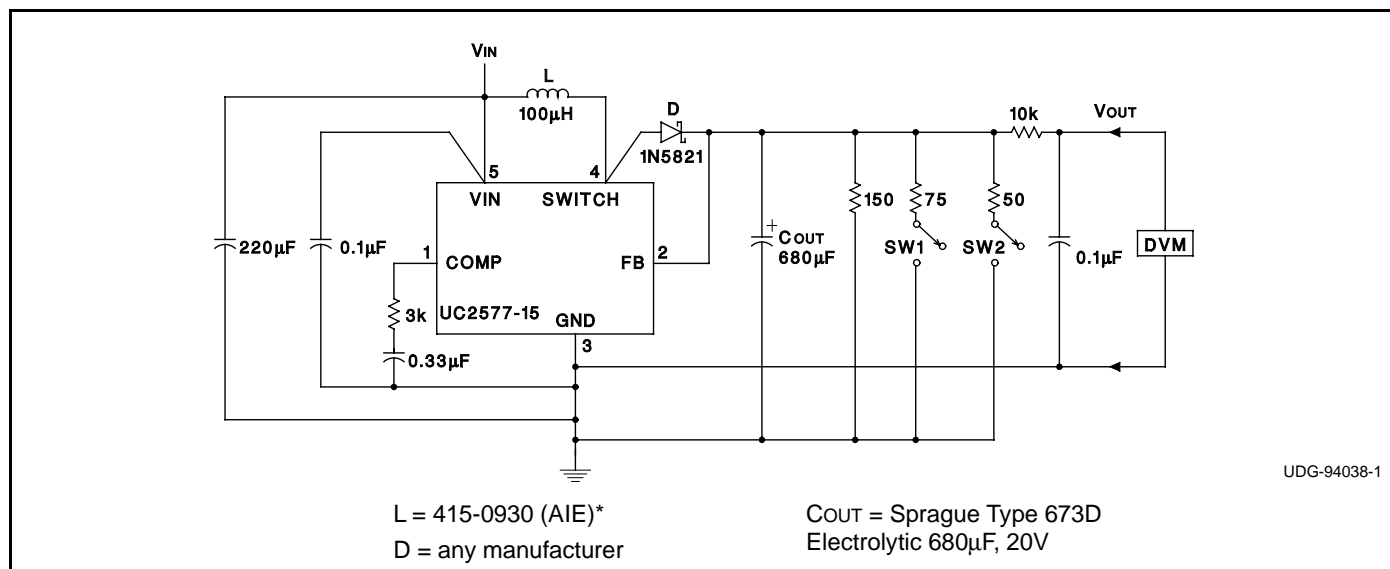 VIN
L
100µH
D
1N5821
10k
VOUT
5
4
VIN
SWITCH
150
75
50
220µF
0.1µF
1
COMP
FB
2
+
COUT
680µF
SW1
SW2
0.1µF
DVM
3k
UC2577-15
GND
3
0.33µF
UDG-94038-1
L = 415-0930 (AIE)*
D = any manufacturer
COUT = Sprague Type 673D
Electrolytic 680µF, 20V